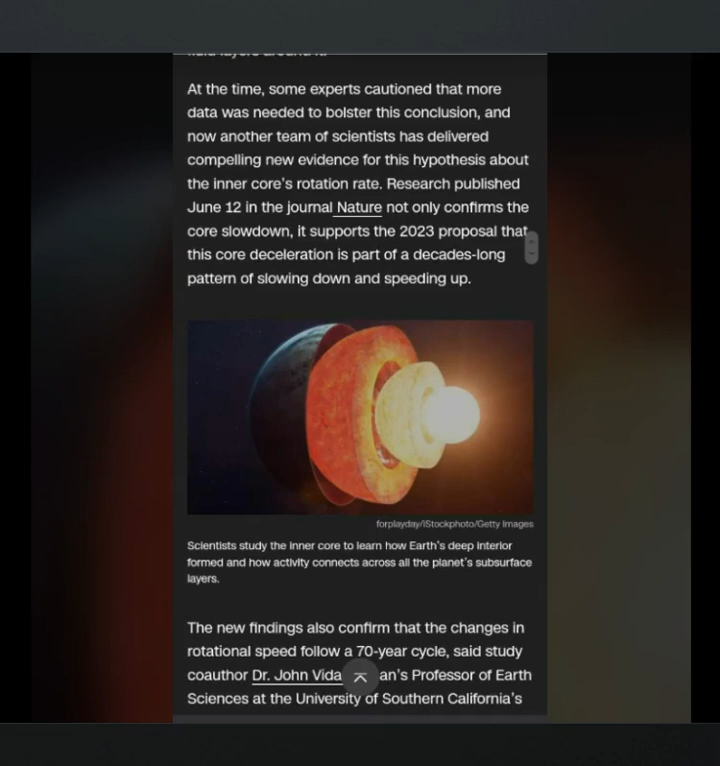 At the time, some experts cautioned that more
data was needed to bolster this conclusion, and
now another team of scientists has delivered
compelling new evidence for this hypothesis about
the inner core's rotation rate. Research published
June 12 in the journal Nature not only confirms the
core slowdown, it supports the 2023 proposal that
this core deceleration is part of a decades-long
pattern of slowing down and speeding up.
forplayday/iStockphoto/Getty Images
Scientists study the inner core to learn how Earth's deep interior
formed and how activity connects across all the planet's subsurface
layers.
The new findings also confirm that the changes in
rotational speed follow a 70-year cycle, said study
coauthor Dr. John Vida an's Professor of Earth
Sciences at the University of Southern California's